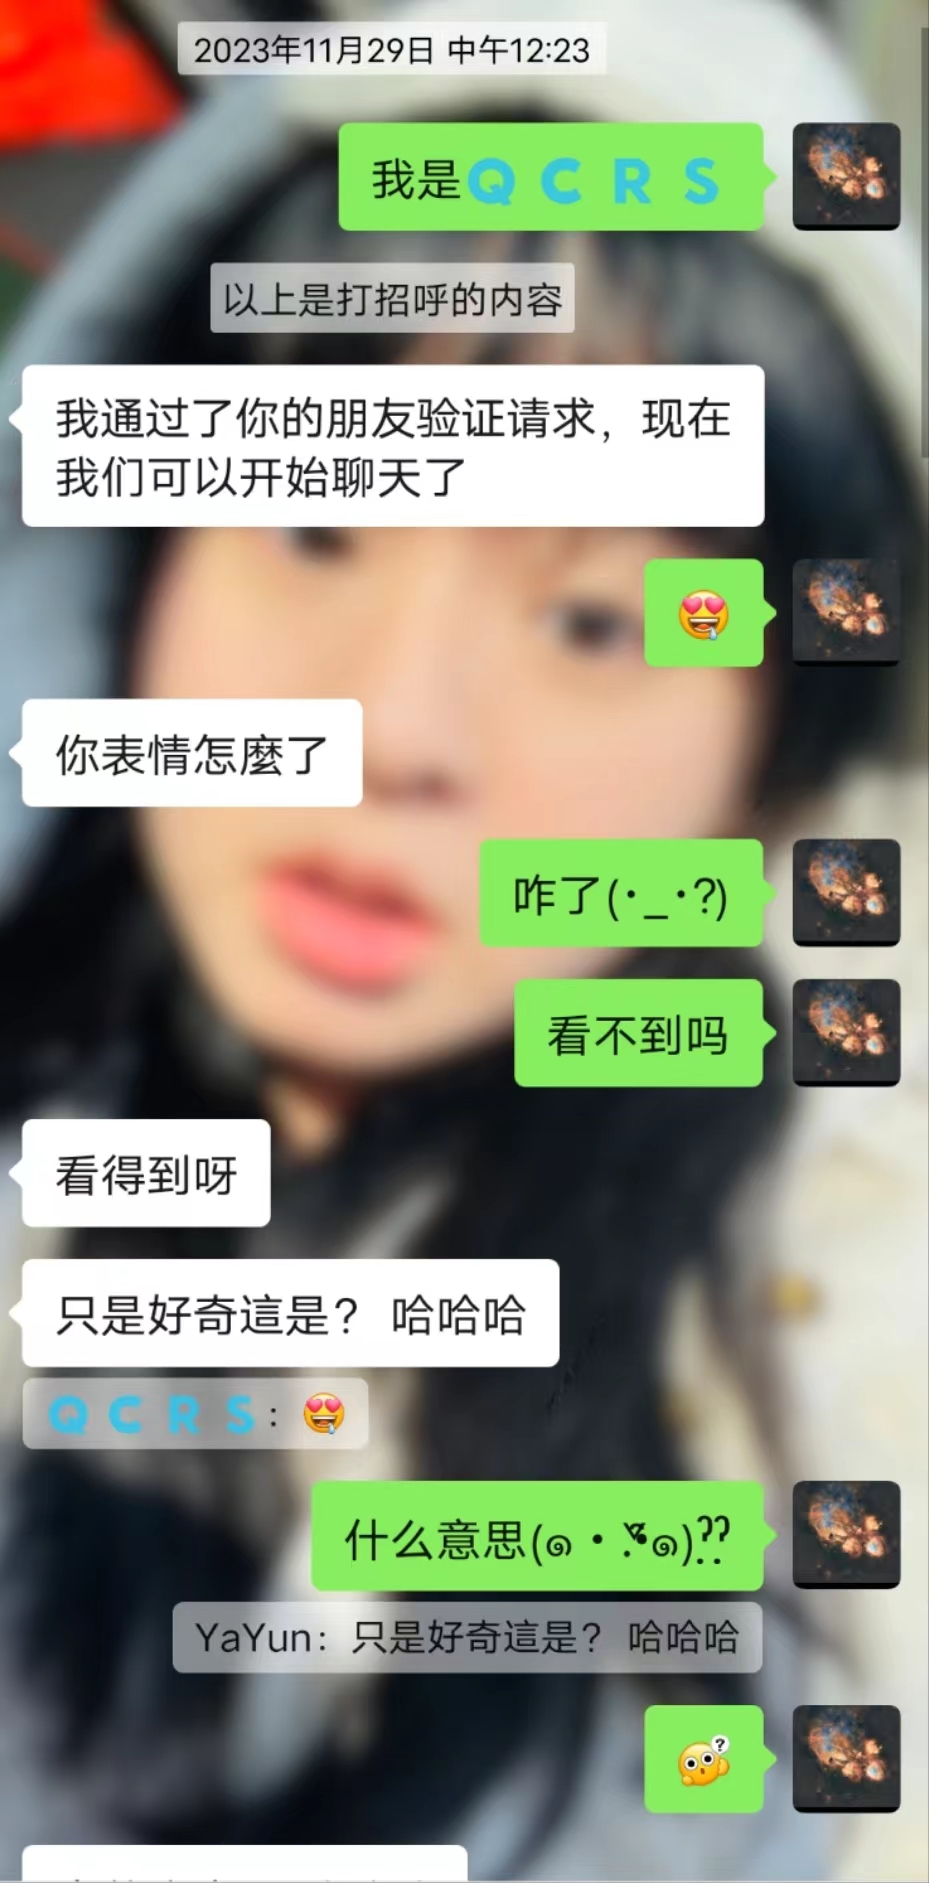 2023年11月29日 中午12:23
我是Q C R S
以上是打招呼的内容
我通过了你的朋友验证请求，现在
我们可以开始聊天了
😍
你表情怎麼了
咋了(･_･?)
看不到吗
看得到呀
只是好奇這是？ 哈哈哈
Q C R S：
什么意思
YaYun：只是好奇這是？ 哈哈哈
?